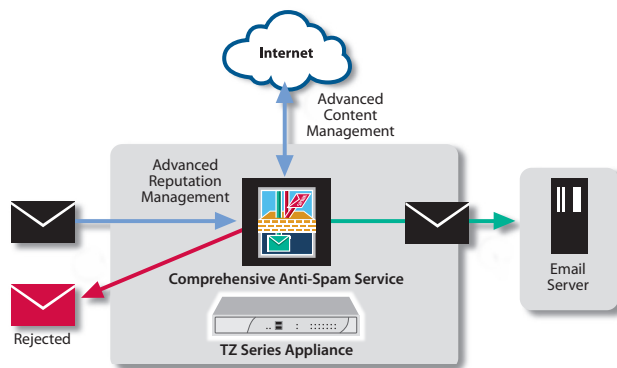 Internet
Advanced
Content
Management
Advanced
Reputation
Management
Comprehensive Anti-Spam Service
Email
Server
Rejected
TZ Series Appliance